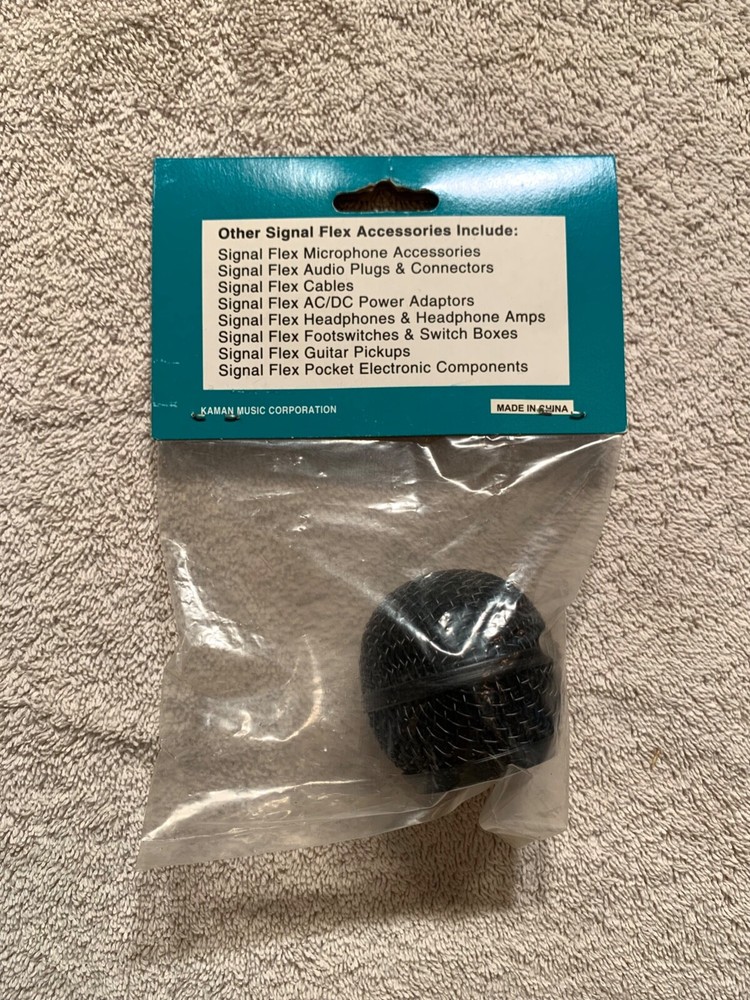 Other Signal Flex Accessories Include:
Signal Flex Microphone Accessories
Signal Flex Audio Plugs & Connectors
Signal Flex Cables
Signal Flex AC/DC Power Adaptors
Signal Flex Headphones & Headphone Amps
Signal Flex Footswitches & Switch Boxes
Signal Flex Guitar Pickups
Signal Flex Pocket Electronic Components
KAMAN MUSIC CORPORATION
MADE IN CHINA